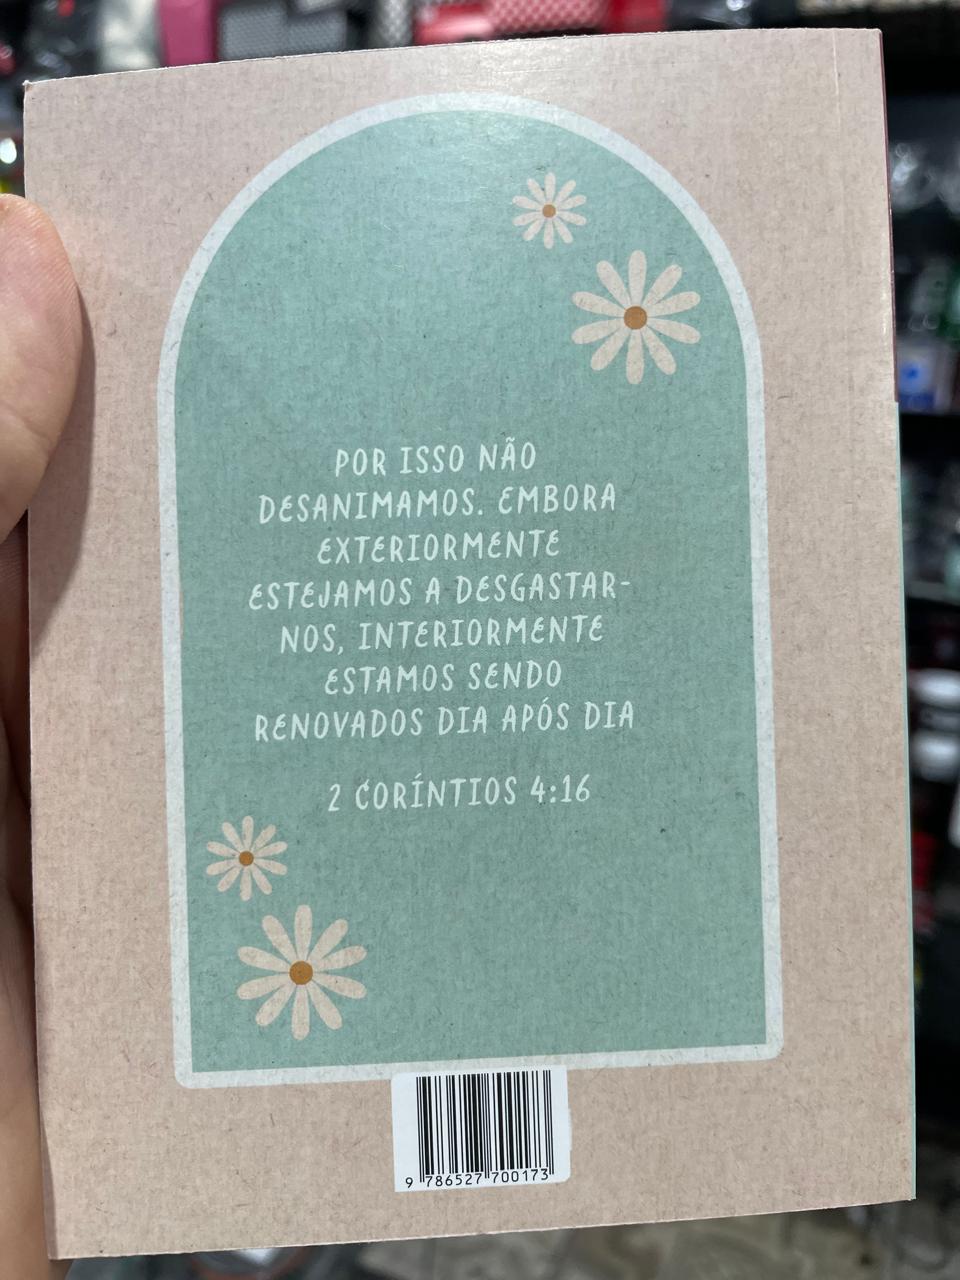 POR ISSO NÃO
DESANIMAMOS. EMBORA
EXTERIORMENTE
ESTEJAMOS A DESGASTAR-
NOS, INTERIORMENTE
ESTAMOS SENDO
RENOVADOS DIA APÓS DIA
2 CORÍNTIOS 4:16
9 786527 700173